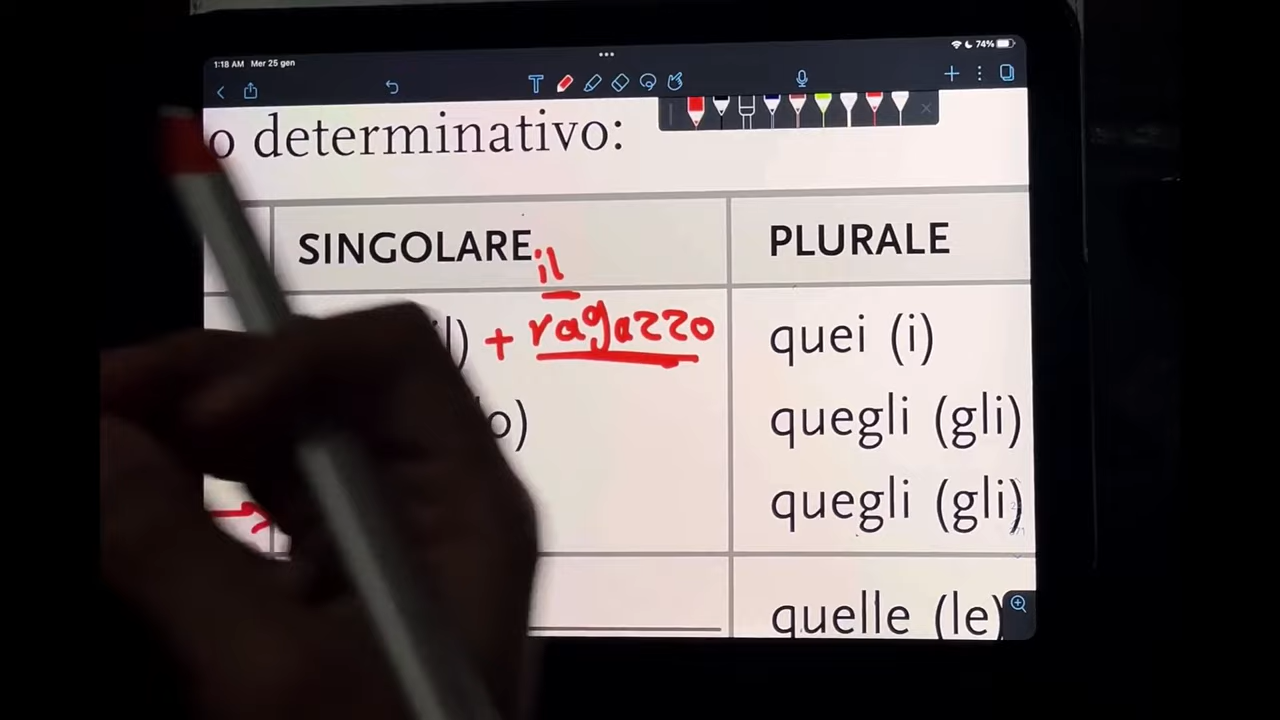 1:18 AM Mer 25 gen
74%
o determinativo:
SINGOLARE
PLURALE
il
+ ragazzo
quei (i)
quegli (gli)
quegli (gli)
quelle (le)